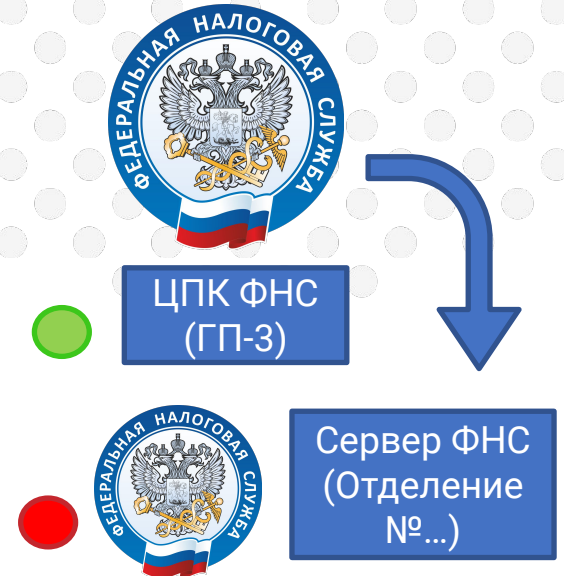 ФЕДЕРАЛЬНАЯ НАЛОГОВАЯ СЛУЖБА
ЦПК ФНС
(ГП-3)
ФЕДЕРАЛЬНАЯ НАЛОГОВАЯ СЛУЖБА
Сервер ФНС
(Отделение
№...)